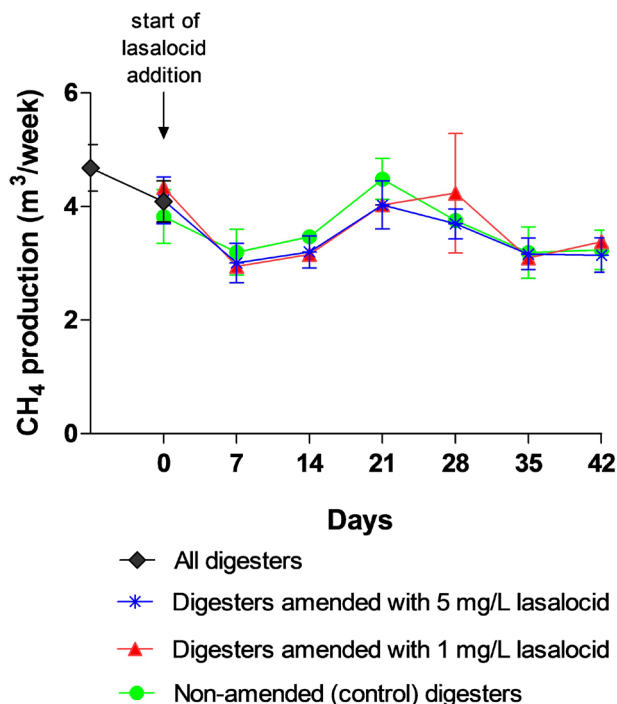 start of
lasalocid
addition
CH4 production (m3/week)
6
4
2
0
0 7 14 21 28 35 42
Days
All digesters
Digesters amended with 5 mg/L lasalocid
Digesters amended with 1 mg/L lasalocid
Non-amended (control) digesters